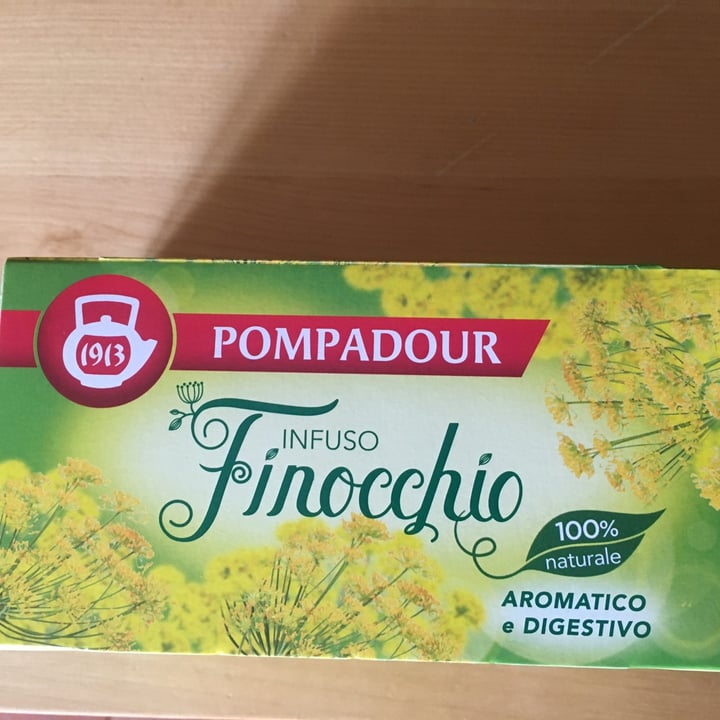 1913
POMPADOUR
INFUSO
Finocchio
100%
naturale
AROMATICO
e DIGESTIVO